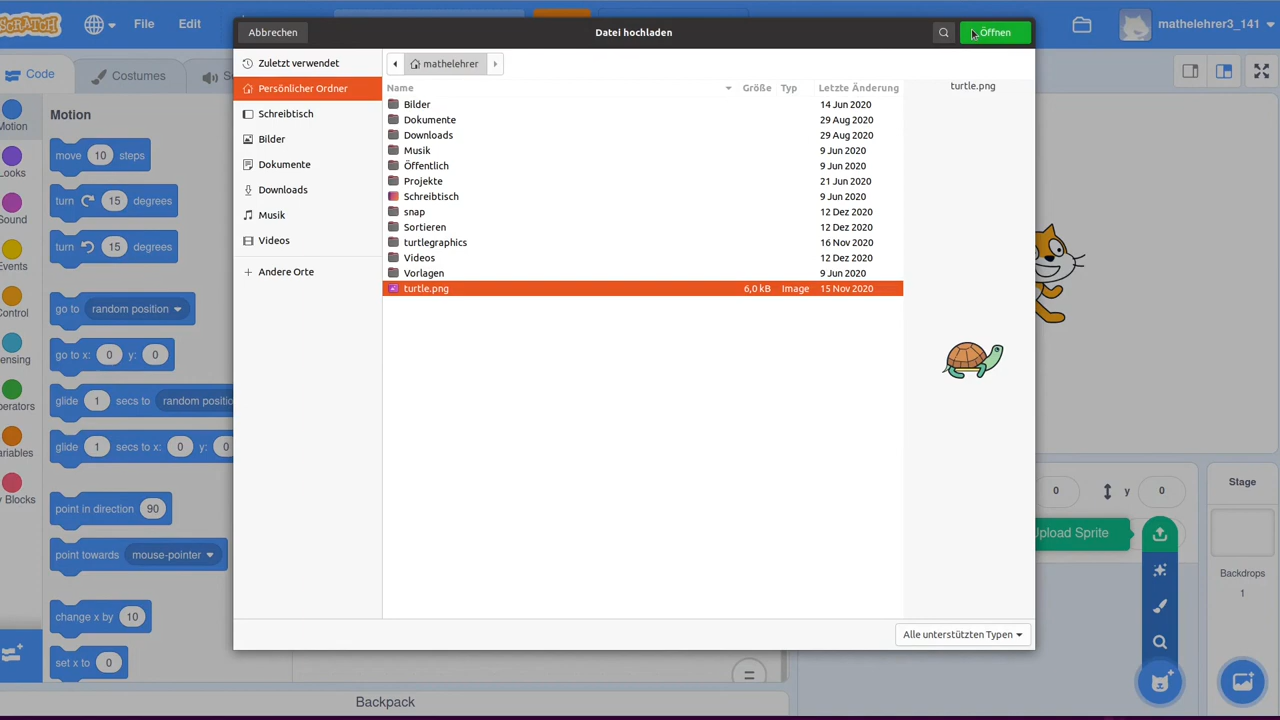 SCRATCH
File
Edit
mathelehrer3_141
Abbrechen
Datei hochladen
Öffnen
Code
Costumes
Zuletzt verwendet
Persönlicher Ordner
Schreibtisch
Bilder
Dokumente
Downloads
Musik
Videos
+ Andere Orte
mathelehrer
Name Größe Typ Letzte Änderung
Bilder 14 Jun 2020
Dokumente 29 Aug 2020
Downloads 29 Aug 2020
Musik 9 Jun 2020
Öffentlich 9 Jun 2020
Projekte 21 Jun 2020
Schreibtisch 9 Jun 2020
snap 12 Dez 2020
Sortieren 12 Dez 2020
turtlegraphics 16 Nov 2020
Videos 12 Dez 2020
Vorlagen 9 Jun 2020
turtle.png 6,0 kB Image 15 Nov 2020
turtle.png
Alle unterstützten Typen
Motion
Looks
Sound
Events
Control
ensing
perators
ariables
y Blocks
Motion
move 10 steps
turn 15 degrees
turn 15 degrees
go to random position
go to x: 0 y: 0
glide 1 secs to random positio
glide 1 secs to x: 0 y: 0
point in direction 90
point towards mouse-pointer
change x by 10
set x to 0
Backpack
0 y 0
Upload Sprite
Stage
Backdrops
1